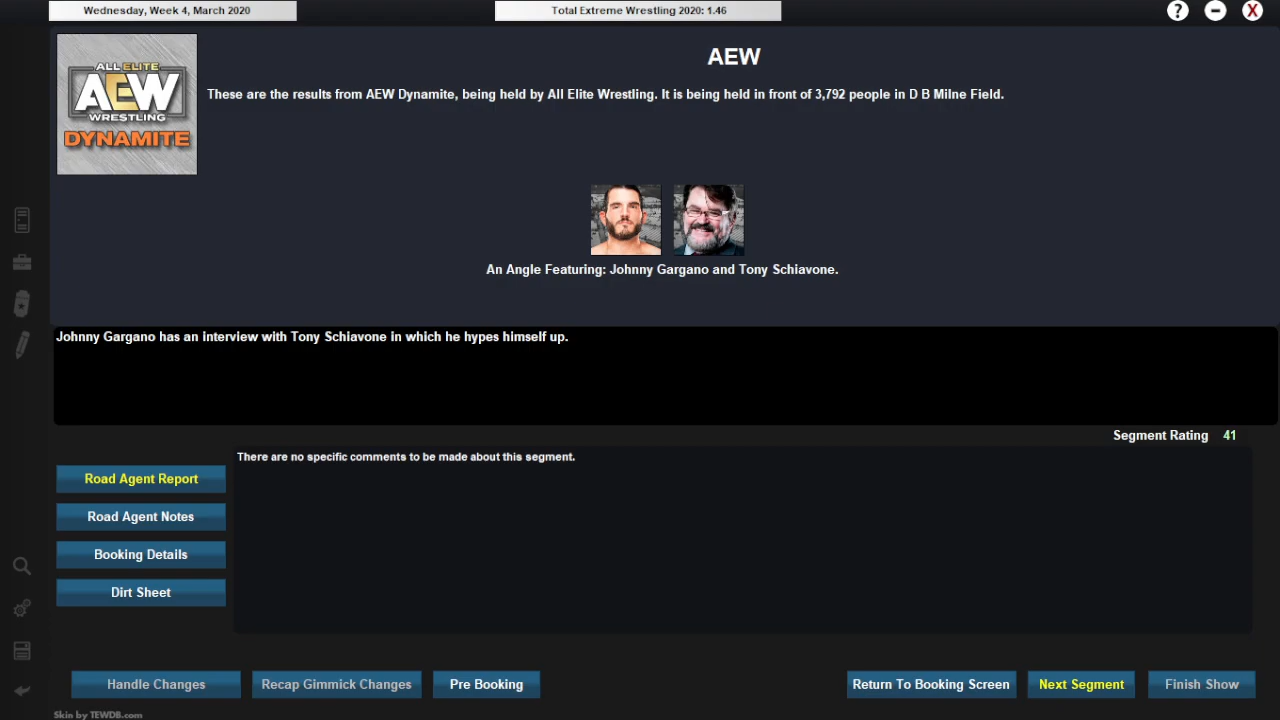 Wednesday, Week 4, March 2020
Total Extreme Wrestling 2020: 1.46
? - X
ALL ELITE
AEW
WRESTLING
DYNAMITE
AEW
These are the results from AEW Dynamite, being held by All Elite Wrestling. It is being held in front of 3,792 people in D B Milne Field.
An Angle Featuring: Johnny Gargano and Tony Schiavone.
Johnny Gargano has an interview with Tony Schiavone in which he hypes himself up.
Segment Rating 41
There are no specific comments to be made about this segment.
Road Agent Report
Road Agent Notes
Booking Details
Dirt Sheet
Handle Changes
Recap Gimmick Changes
Pre Booking
Return To Booking Screen
Next Segment
Finish Show
Skin by TEWDB.com